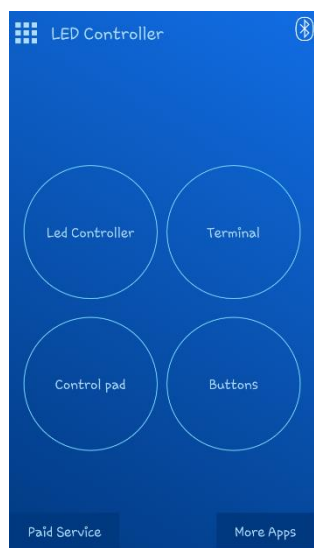 LED Controller
Led Controller
Terminal
Control pad
Buttons
Paid Service
More Apps